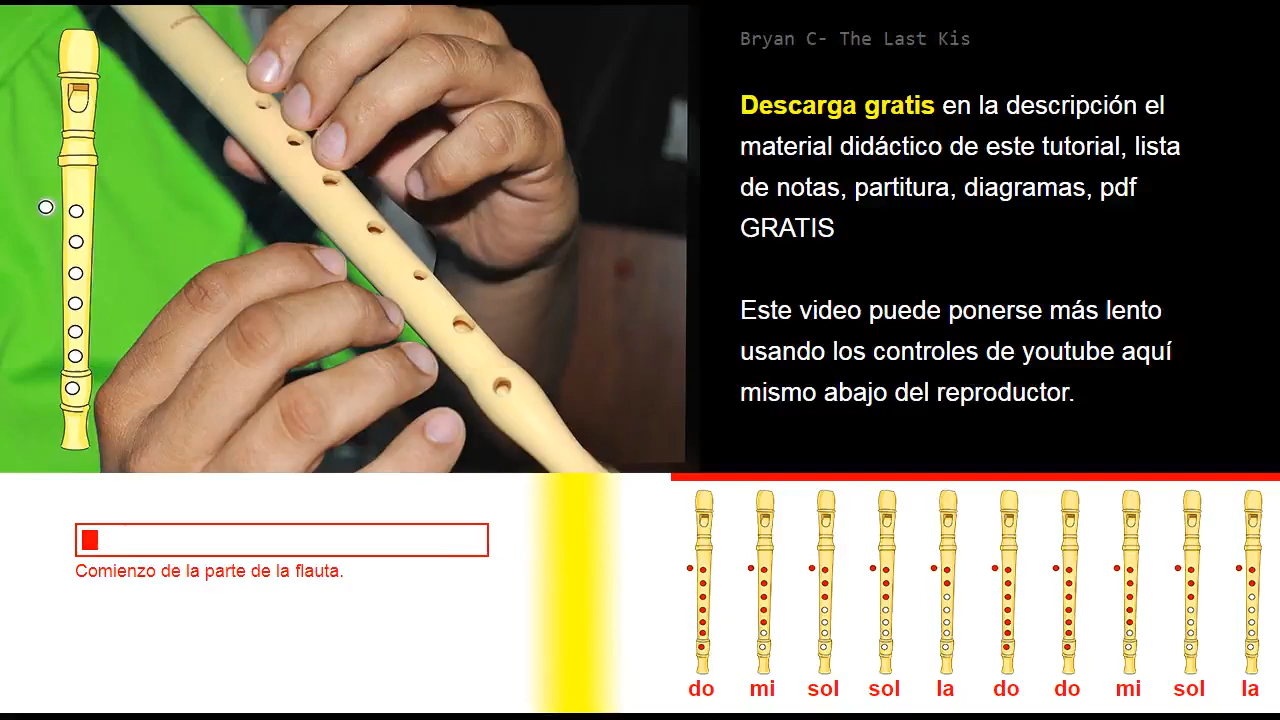 Bryan C- The Last Kis
Descarga gratis en la descripción el
material didáctico de este tutorial, lista
de notas, partitura, diagramas, pdf
GRATIS
Este video puede ponerse más lento
usando los controles de youtube aquí
mismo abajo del reproductor.
Comienzo de la parte de la flauta.
do mi sol sol la do do mi sol la